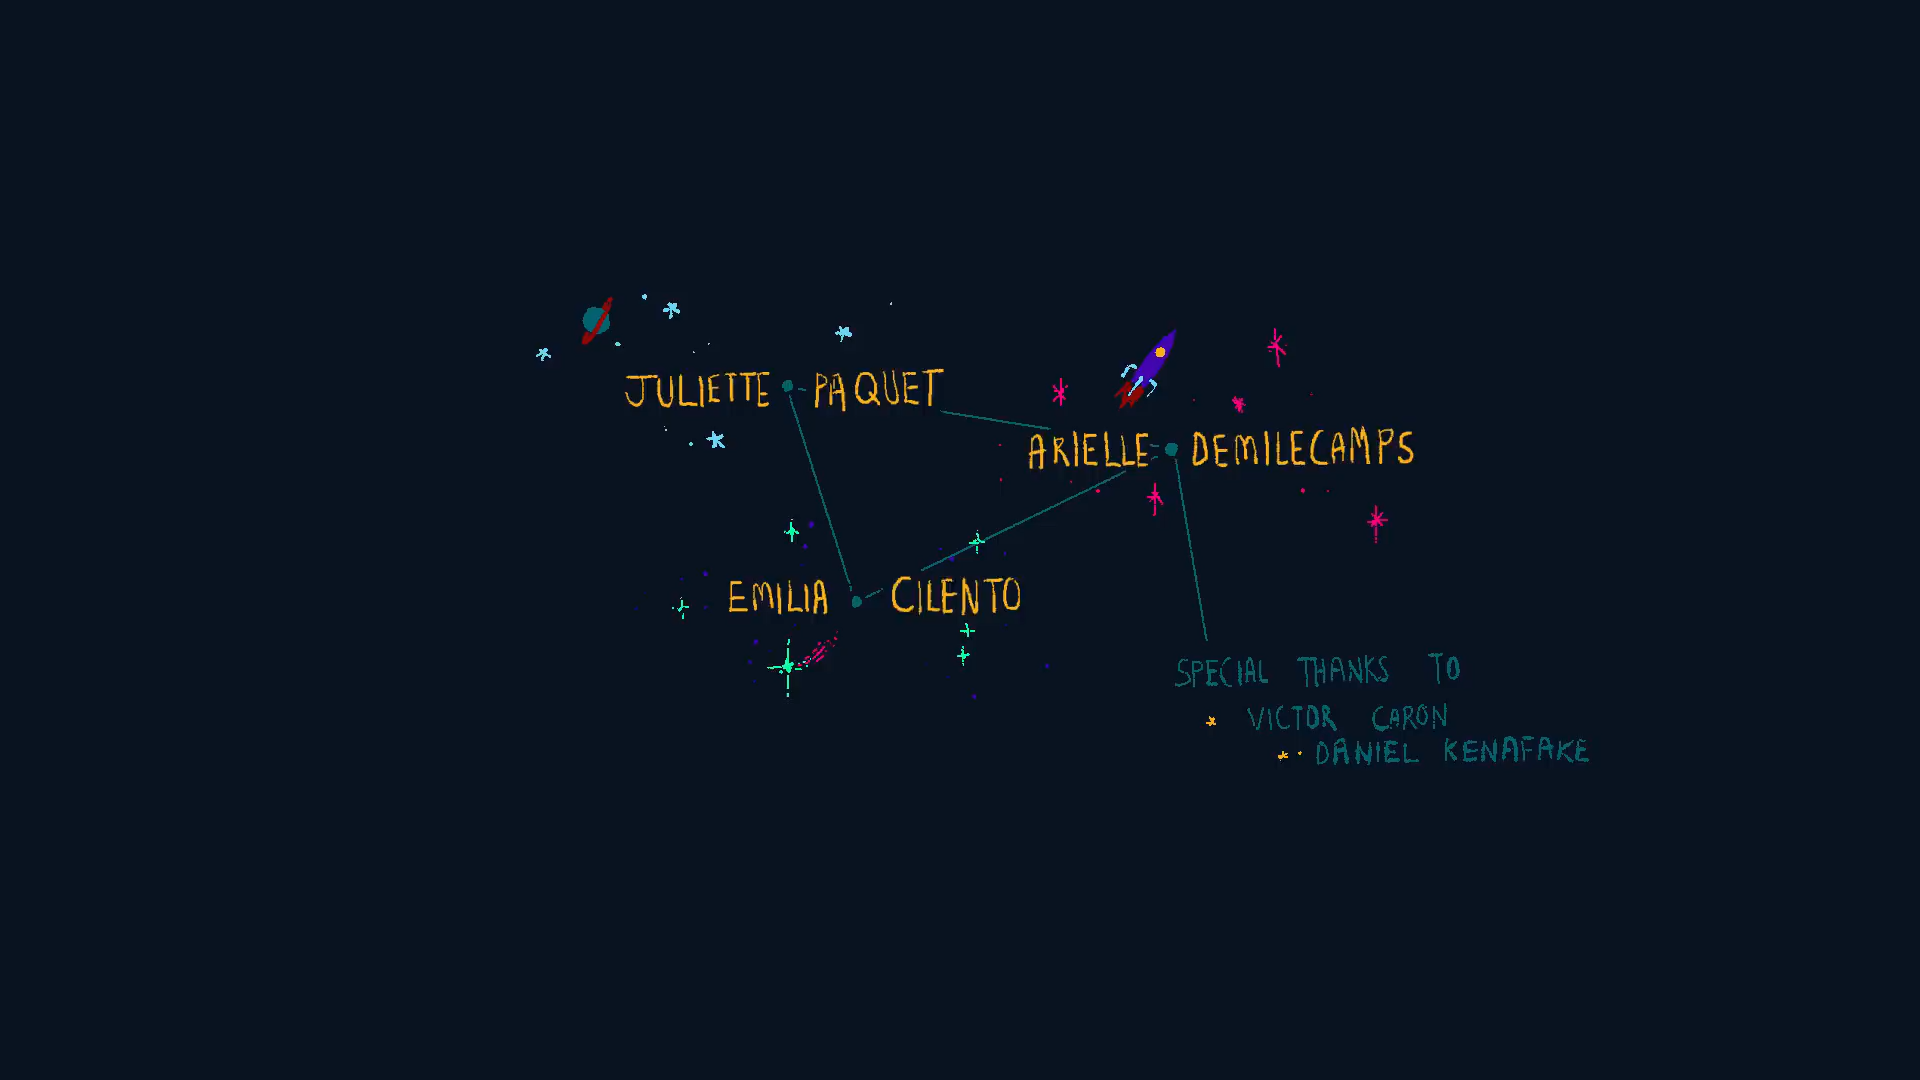 JULIETTE PAQUET
ARIELLE DEMILECAMPS
EMILIA CILENTO
SPECIAL THANKS TO
VICTOR CARON
DANIEL KENAFAKE